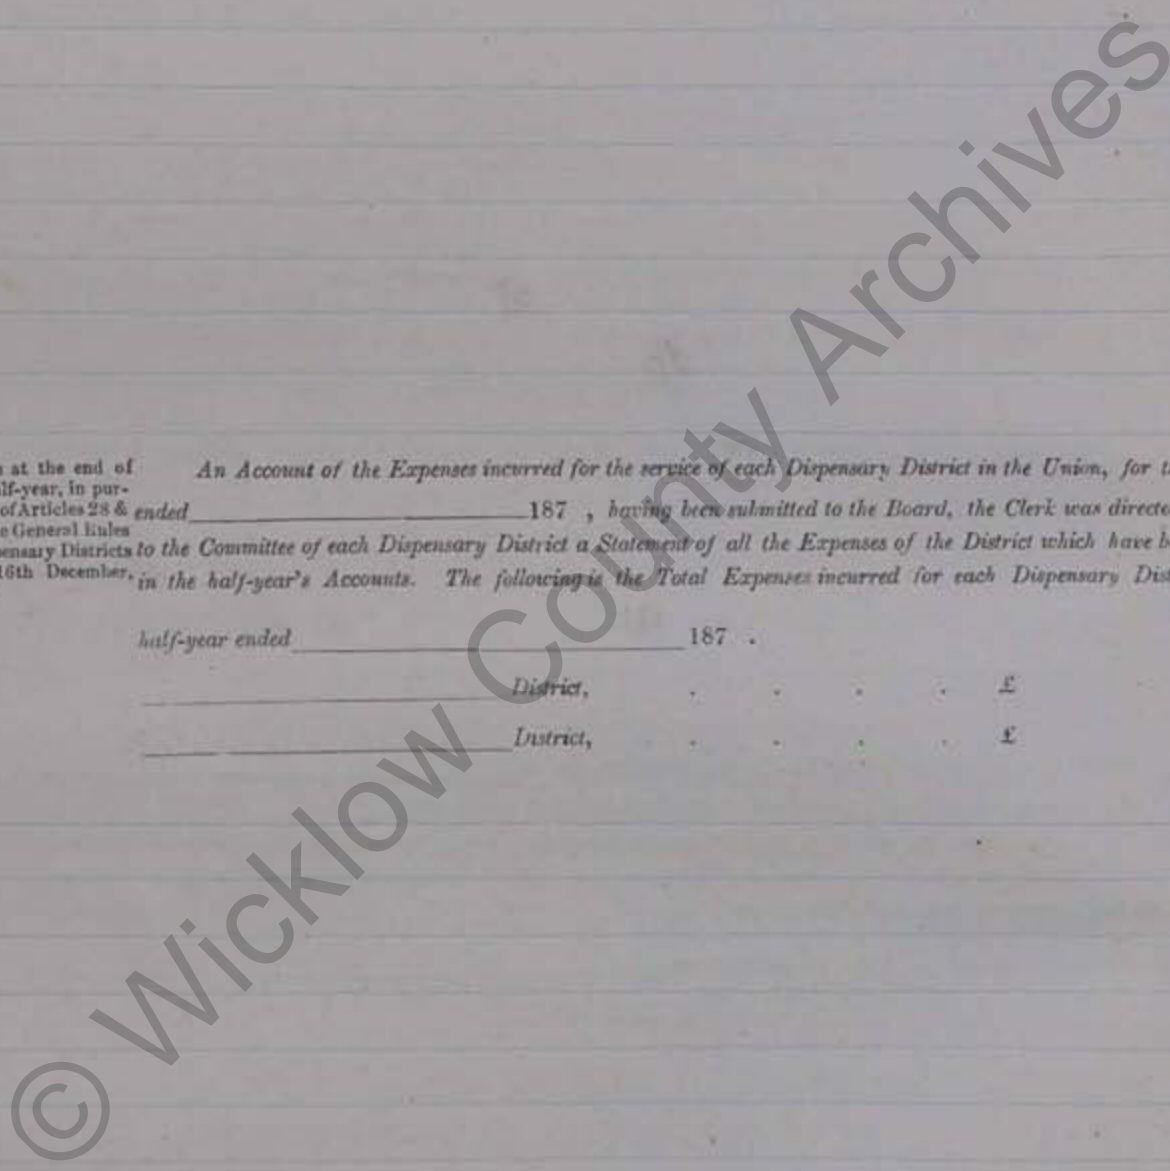 at the end of
lf-year, in pur-
of Articles 28 &
e General Rules
ensary Districts
16th December,
An Account of the Expenses incurred for the service of each Dispensary District in the Union, for t
ended 187 , having been submitted to the Board, the Clerk was directe
to the Committee of each Dispensary District a Statement of all the Expenses of the District which have b
in the half-year's Accounts. The following is the Total Expenses incurred for each Dispensary Dist
half-year ended 187 .
District, . . . . £
District, . . . . £
© Wicklow County Archives